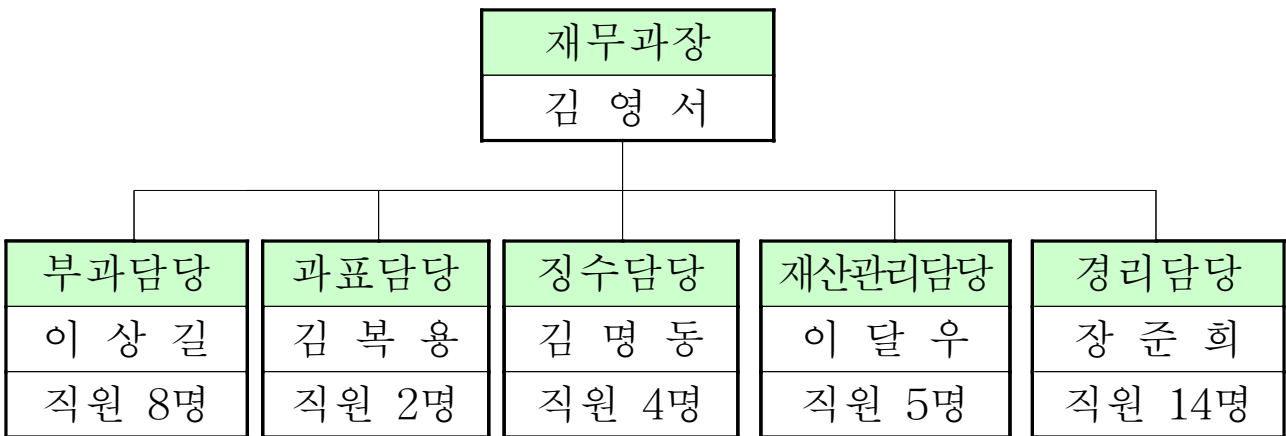 재무과장
김 영 서
부과담당 과표담당 징수담당 재산관리담당 경리담당
이 상 길 김 복 용 김 명 동 이 달 우 장 준 희
직원 8명 직원 2명 직원 4명 직원 5명 직원 14명